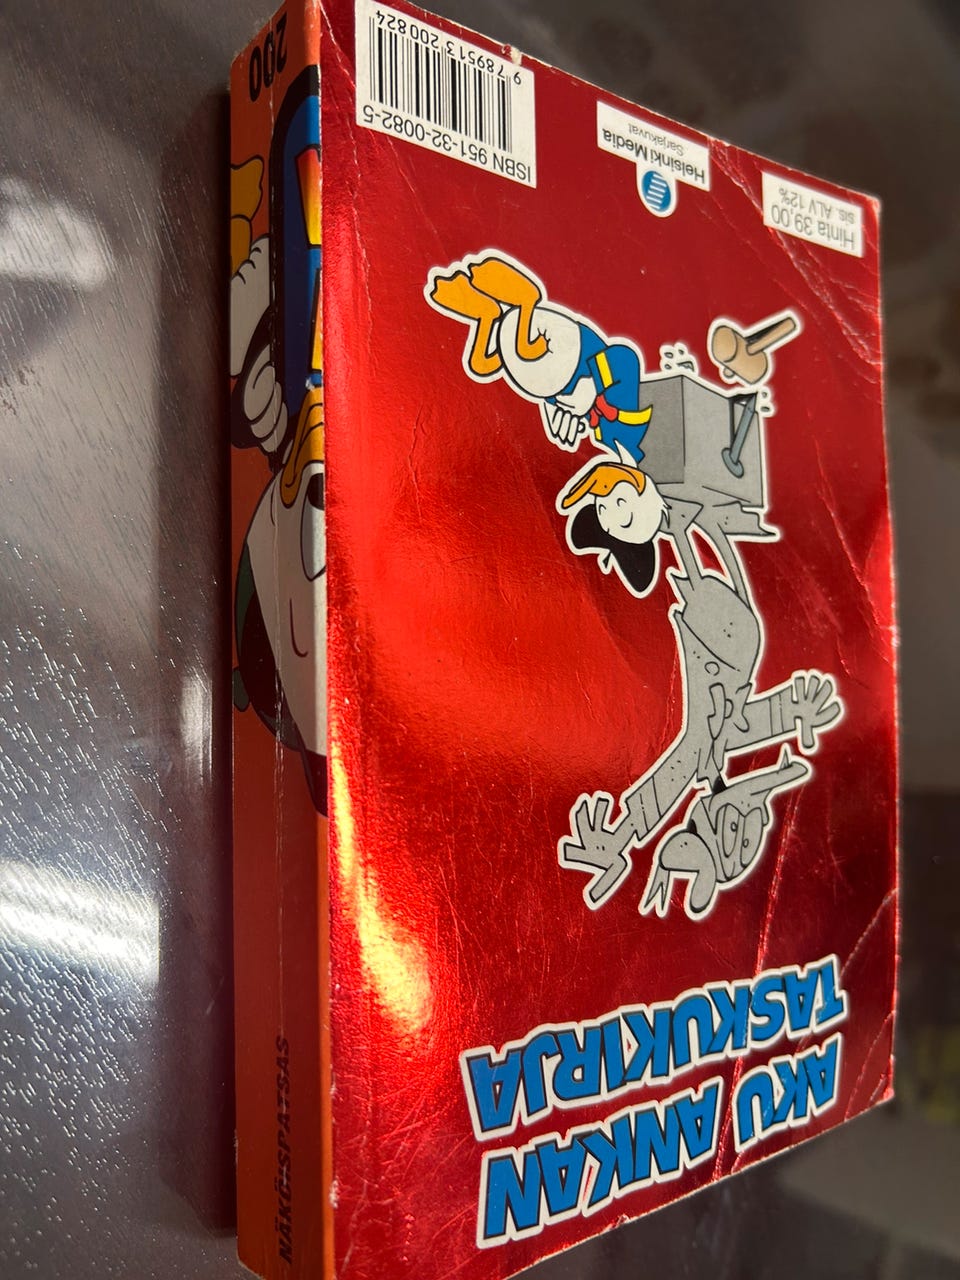 AKU ANKAN
TASKUKIRJA
Hinta 39,00
sis. ALV 12%
Helsinki Media
Sarjakuvat
ISBN 951-32-0082-5
9 789513 200824
NÄKÖISPATSAS
200